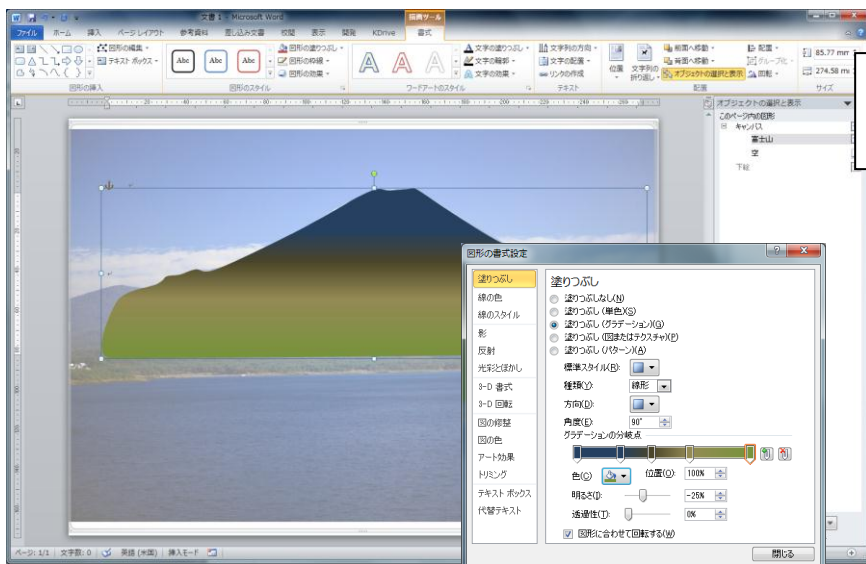 文書 1 - Microsoft Word
描画ツール
ファイル ホーム 挿入 ページ レイアウト 参考資料 差し込み文書 校閲 表示 開発 KDrive 書式
図形の編集
テキスト ボックス
図形の挿入
Abc Abc Abc
図形の塗りつぶし
図形の枠線
図形の効果
図形のスタイル
A A A
文字の塗りつぶし
文字の輪郭
文字の効果
ワードアートのスタイル
文字列の方向
文字の配置
リンクの作成
テキスト
位置
文字列の折り返し
前面へ移動
背面へ移動
オブジェクトの選択と表示
配置
グループ化
回転
配置
85.77 mm
274.58 m
サイズ
オブジェクトの選択と表示
このページ内の図形
キャンバス
富士山
空
下絵
図形の書式設定
塗りつぶし
線の色
線のスタイル
影
反射
光彩とぼかし
3-D 書式
3-D 回転
図の修整
図の色
アート効果
トリミング
テキスト ボックス
代替テキスト
塗りつぶし
塗りつぶしなし(N)
塗りつぶし (単色)(S)
塗りつぶし (グラデーション)(G)
塗りつぶし (図またはテクスチャ)(P)
塗りつぶし (パターン)(A)
標準スタイル(R):
種類(Y): 線形
方向(D):
角度(E): 90°
グラデーションの分岐点
色(C) 位置(O): 100%
明るさ(I): -25%
透過性(T): 0%
図形に合わせて回転する(W)
閉じる
ページ: 1/1 文字数: 0 英語 (米国) 挿入モード